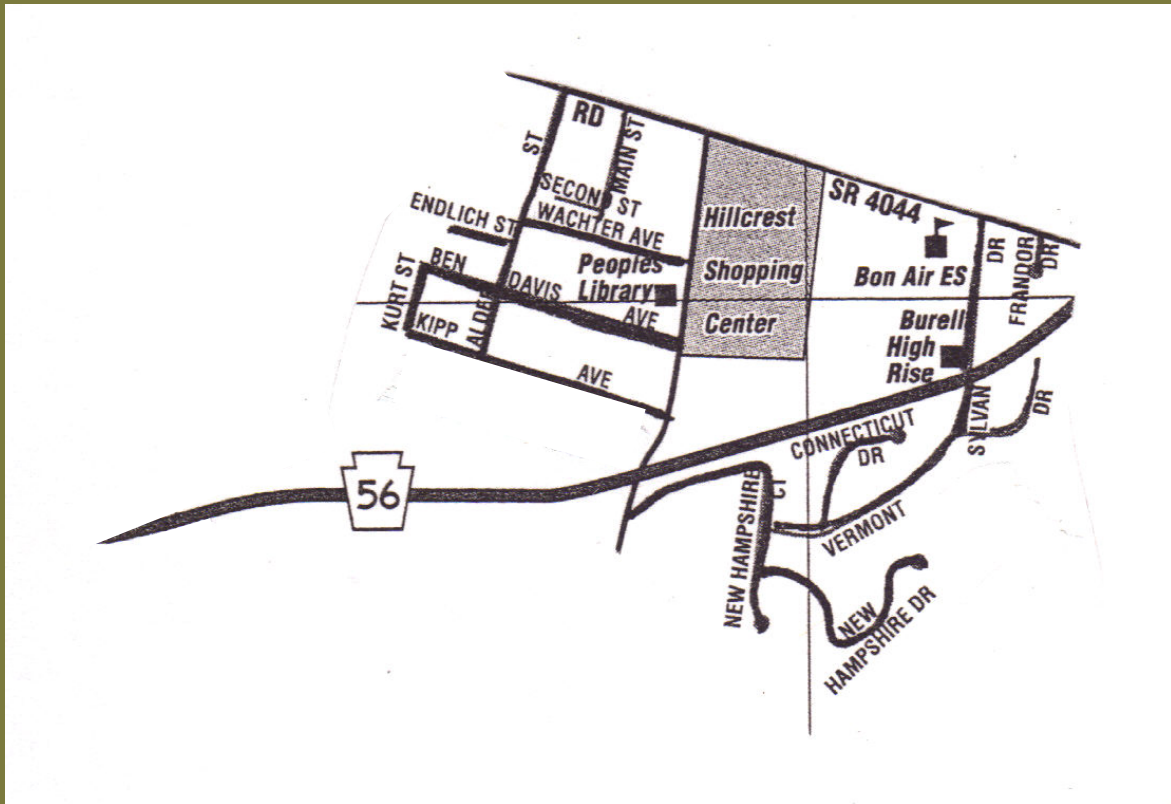 RD
ST
MAIN ST
SECOND ST
WACHTER AVE
ENDLICH ST
BEN DAVIS AVE
KURT ST
KIPP AVE
Peoples
Library
Hillcrest
Shopping
Center
SR 4044
Bon Air ES
DR
FRANDOR
DR
Burell
High
Rise
SYLVAN
DR
CONNECTICUT
DR
56
NEW HAMPSHIRE
CT
VERMONT
NEW
HAMPSHIRE DR